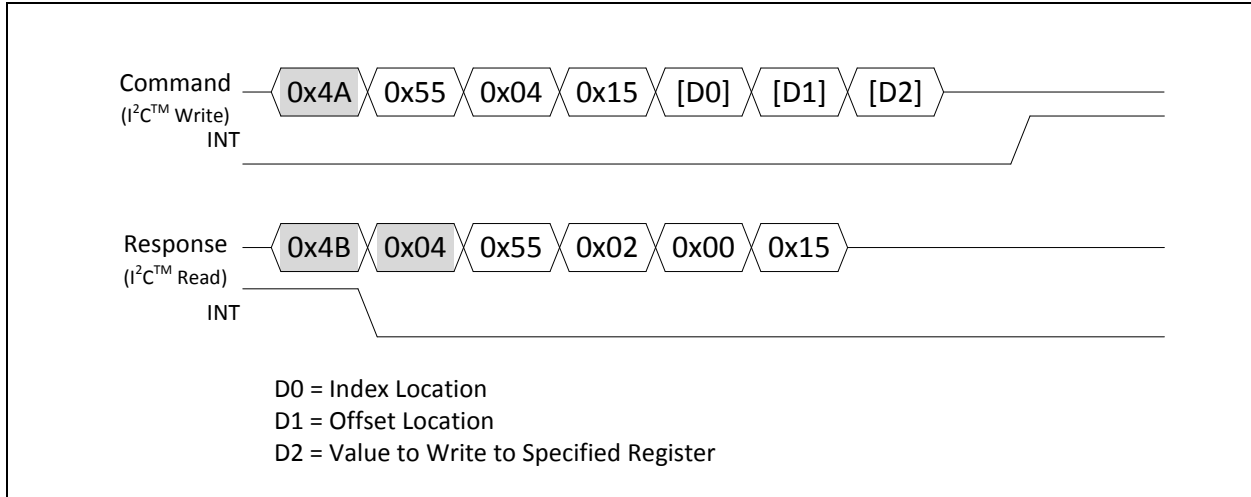 Command 0x4A 0x55 0x04 0x15 [D0] [D1] [D2]
(I²C™ Write)
INT
Response 0x4B 0x04 0x55 0x02 0x00 0x15
(I²C™ Read)
INT
D0 = Index Location
D1 = Offset Location
D2 = Value to Write to Specified Register